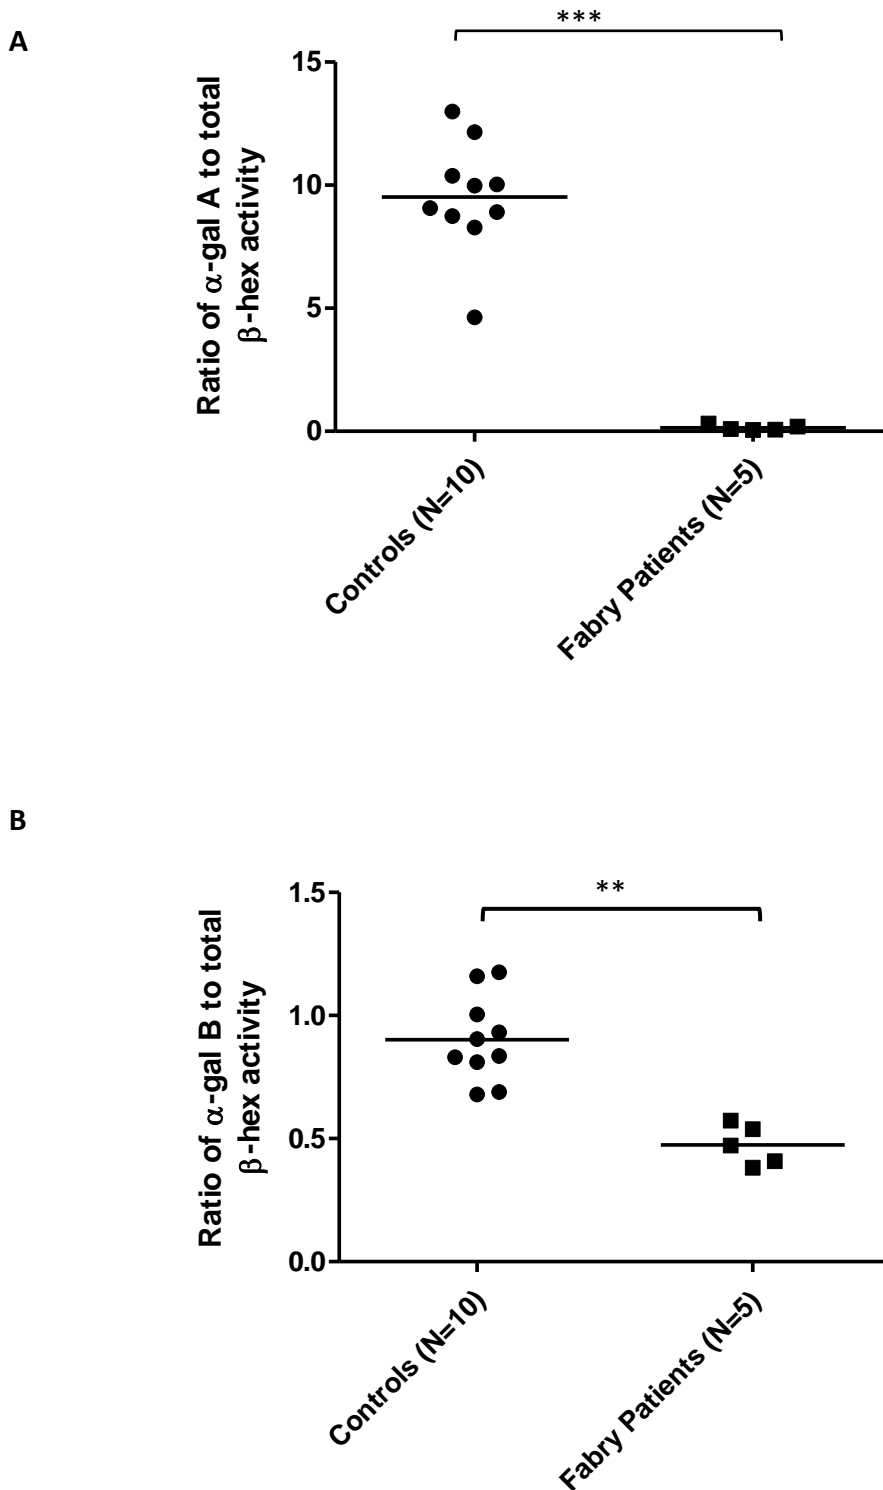 A
***
Ratio of α-gal A to total
β-hex activity
15
10
5
0
Controls (N=10)
Fabry Patients (N=5)
B
**
Ratio of α-gal B to total
β-hex activity
1.5
1.0
0.5
0.0
Controls (N=10)
Fabry Patients (N=5)